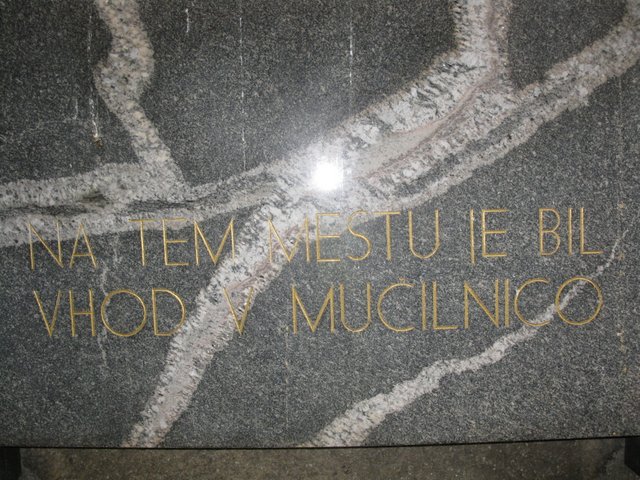 NA TEM MESTU JE BIL
VHOD V MUČILNICO